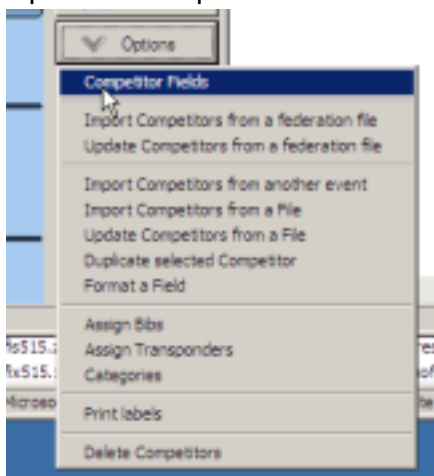 Options
Competitor Fields
Import Competitors from a federation file
Update Competitors from a federation file
Import Competitors from another event
Import Competitors from a File
Update Competitors from a File
Duplicate selected Competitor
Format a Field
Assign Bibs
Assign Transponders
Categories
Print labels
Delete Competitors